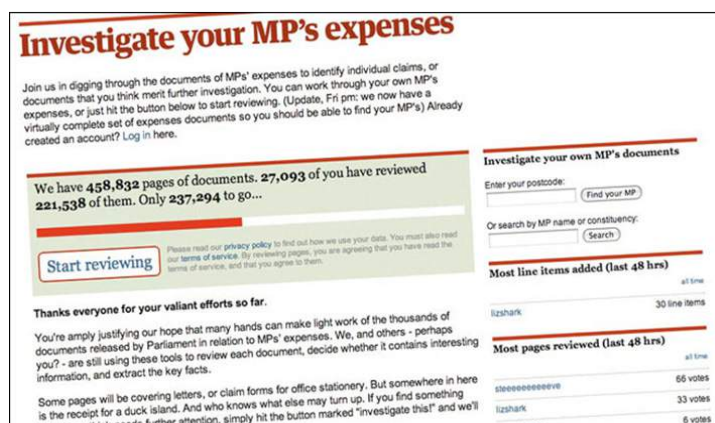 Investigate your MP's expenses
Join us in digging through the documents of MPs' expenses to identify individual claims, or
documents that you think merit further investigation. You can work through your own MP's
expenses, or just hit the button below to start reviewing. (Update, Fri pm: we now have a
virtually complete set of expenses documents so you should be able to find your MP's) Already
created an account? Log in here.
We have 458,832 pages of documents. 27,093 of you have reviewed
221,538 of them. Only 237,294 to go...
Start reviewing
Please read our privacy policy to find out how we use your data. You must also read
our terms of service. By reviewing pages, you are agreeing that you have read the
terms of service, and that you agree to them.
Thanks everyone for your valiant efforts so far.
You're amply justifying our hope that many hands can make light work of the thousands of
documents released by Parliament in relation to MPs' expenses. We, and others - perhaps
you? - are still using these tools to review each document, decide whether it contains interesting
information, and extract the key facts.
Some pages will be covering letters, or claim forms for office stationery. But somewhere in here
is the receipt for a duck island. And who knows what else may turn up. If you find something
further attention, simply hit the button marked "investigate this!" and we'll
Investigate your own MP's documents
Enter your postcode:
Find your MP
Or search by MP name or constituency:
Search
Most line items added (last 48 hrs)
all time
lizshark 30 line items
Most pages reviewed (last 48 hrs)
all time
steeeeeeeeeeve 66 votes
lizshark 33 votes
6 votes